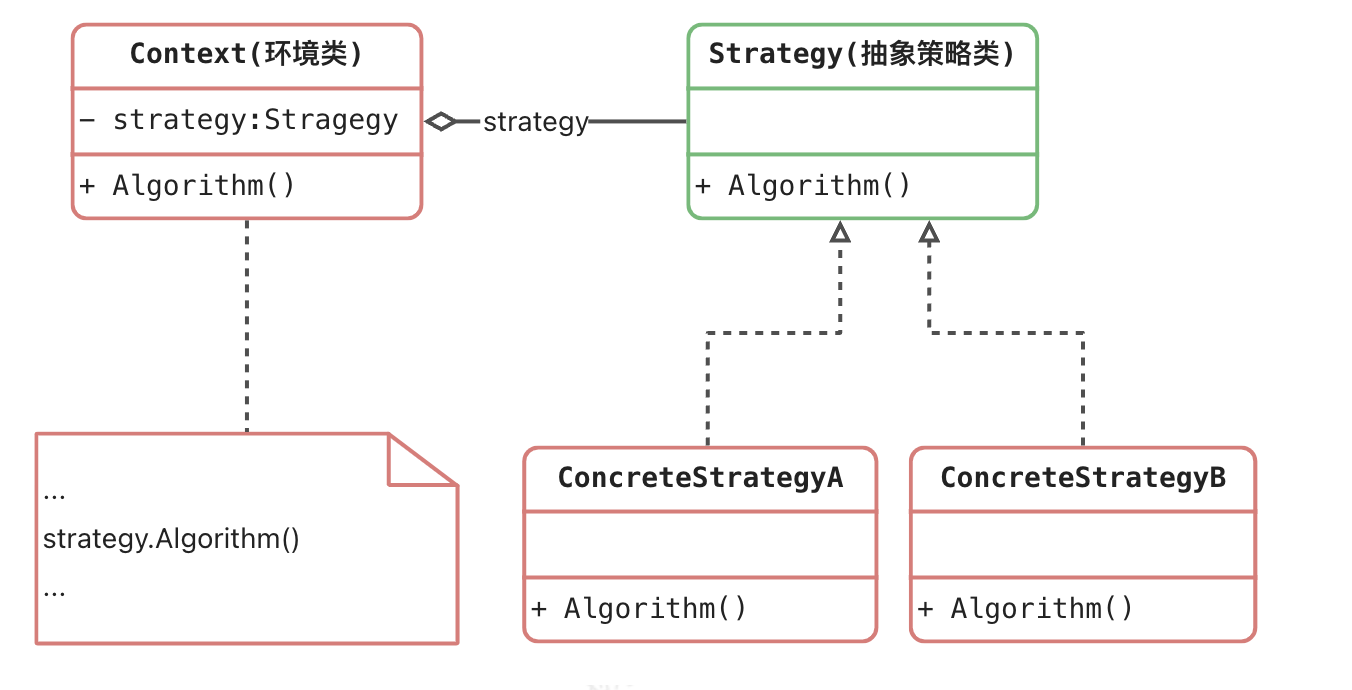 Context(环境类)
- strategy:Stragegy
+ Algorithm()
strategy
Strategy(抽象策略类)
+ Algorithm()
...
strategy.Algorithm()
...
ConcreteStrategyA
+ Algorithm()
ConcreteStrategyB
+ Algorithm()